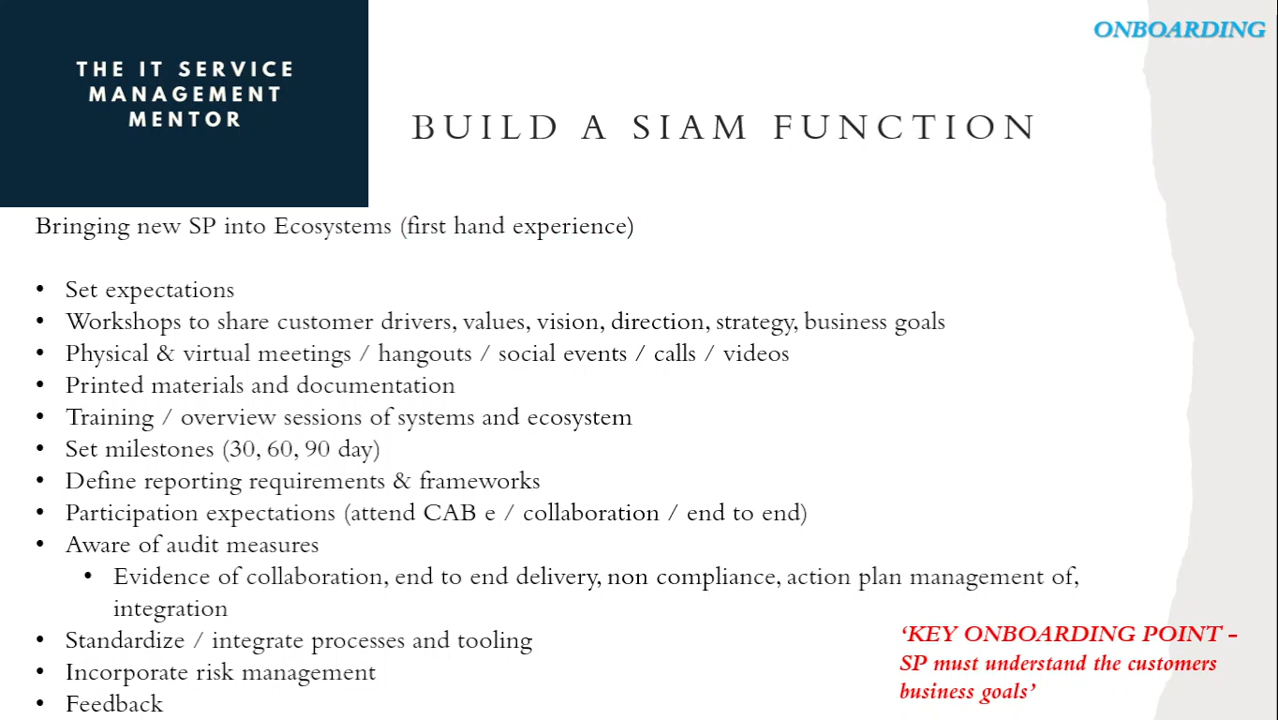 ONBOARDING
THE IT SERVICE
MANAGEMENT
MENTOR
BUILD A SIAM FUNCTION
Bringing new SP into Ecosystems (first hand experience)
• Set expectations
• Workshops to share customer drivers, values, vision, direction, strategy, business goals
• Physical & virtual meetings / hangouts / social events / calls / videos
• Printed materials and documentation
• Training / overview sessions of systems and ecosystem
• Set milestones (30, 60, 90 day)
• Define reporting requirements & frameworks
• Participation expectations (attend CAB e / collaboration / end to end)
• Aware of audit measures
• Evidence of collaboration, end to end delivery, non compliance, action plan management of,
integration
• Standardize / integrate processes and tooling
• Incorporate risk management
• Feedback
‘KEY ONBOARDING POINT -
SP must understand the customers
business goals’